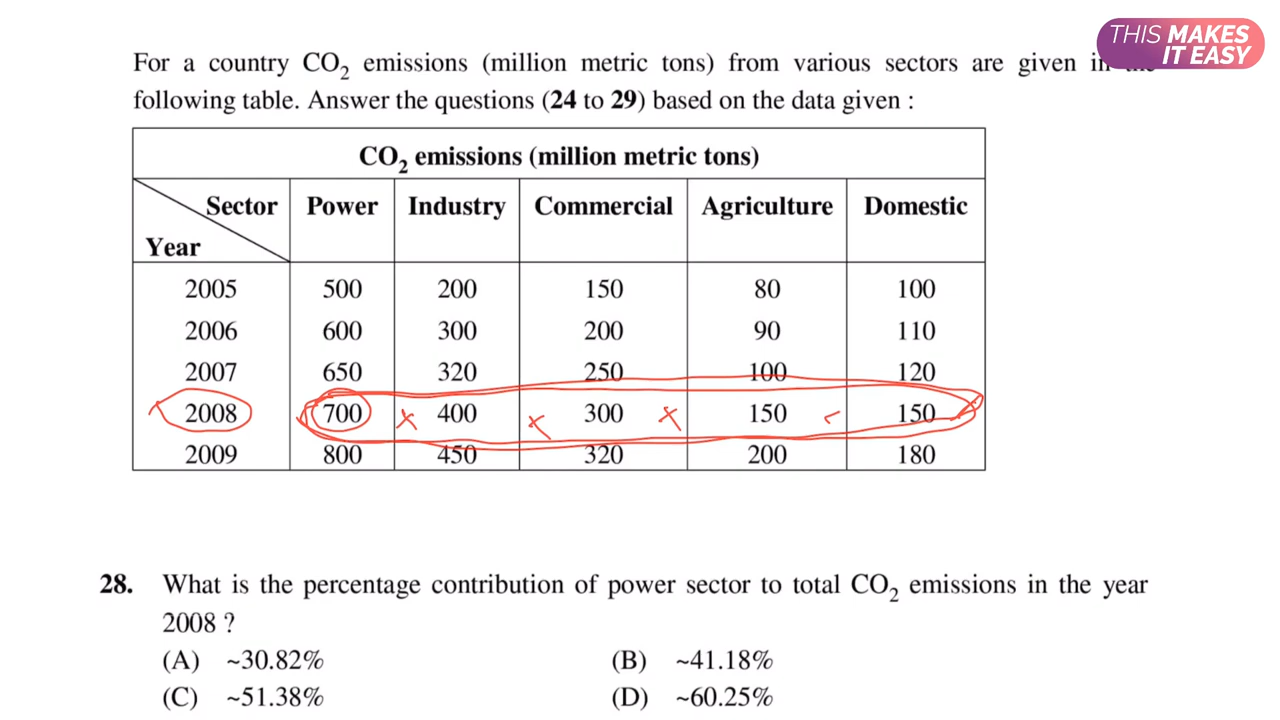 THIS MAKES
IT EASY
For a country CO2 emissions (million metric tons) from various sectors are given in
following table. Answer the questions (24 to 29) based on the data given :
CO2 emissions (million metric tons)
Sector Power Industry Commercial Agriculture Domestic
Year
2005 500 200 150 80 100
2006 600 300 200 90 110
2007 650 320 250 100 120
2008 700 400 300 150 150
2009 800 450 320 200 180
28. What is the percentage contribution of power sector to total CO2 emissions in the year
2008 ?
(A) ~30.82% (B) ~41.18%
(C) ~51.38% (D) ~60.25%